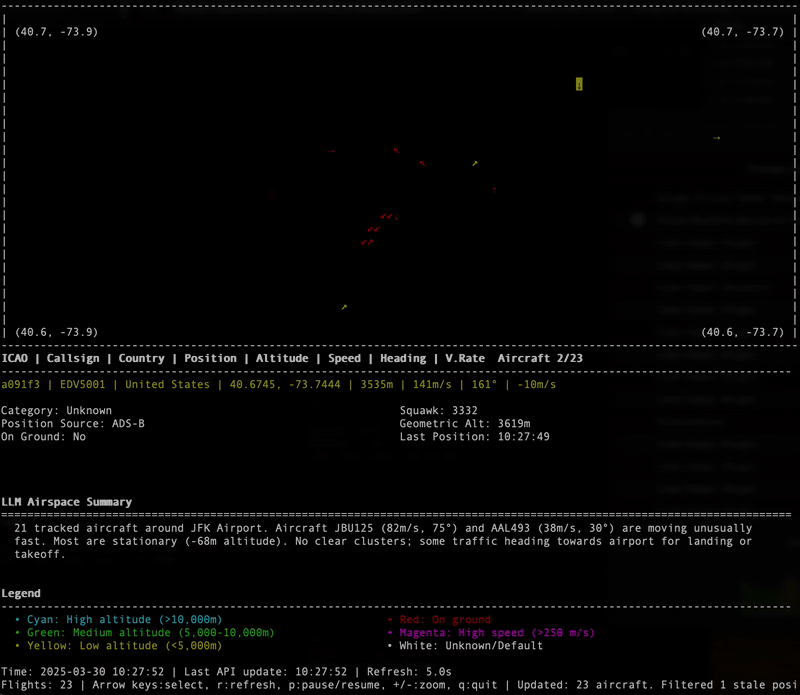 (40.7, -73.9) (40.7, -73.7)
(40.6, -73.9) (40.6, -73.7)
ICAO | Callsign | Country | Position | Altitude | Speed | Heading | V.Rate Aircraft 2/23
a091f3 | EDV5001 | United States | 40.6745, -73.7444 | 3535m | 141m/s | 161° | -10m/s
Category: Unknown Squawk: 3332
Position Source: ADS-B Geometric Alt: 3619m
On Ground: No Last Position: 10:27:49
LLM Airspace Summary
21 tracked aircraft around JFK Airport. Aircraft JBU125 (82m/s, 75°) and AAL493 (38m/s, 30°) are moving unusually
fast. Most are stationary (-68m altitude). No clear clusters; some traffic heading towards airport for landing or
takeoff.
Legend
• Cyan: High altitude (>10,000m) • Red: On ground
• Green: Medium altitude (5,000-10,000m) • Magenta: High speed (>250 m/s)
• Yellow: Low altitude (<5,000m) • White: Unknown/Default
Time: 2025-03-30 10:27:52 | Last API update: 10:27:52 | Refresh: 5.0s
Flights: 23 | Arrow keys:select, r:refresh, p:pause/resume, +/-:zoom, q:quit | Updated: 23 aircraft. Filtered 1 stale posi